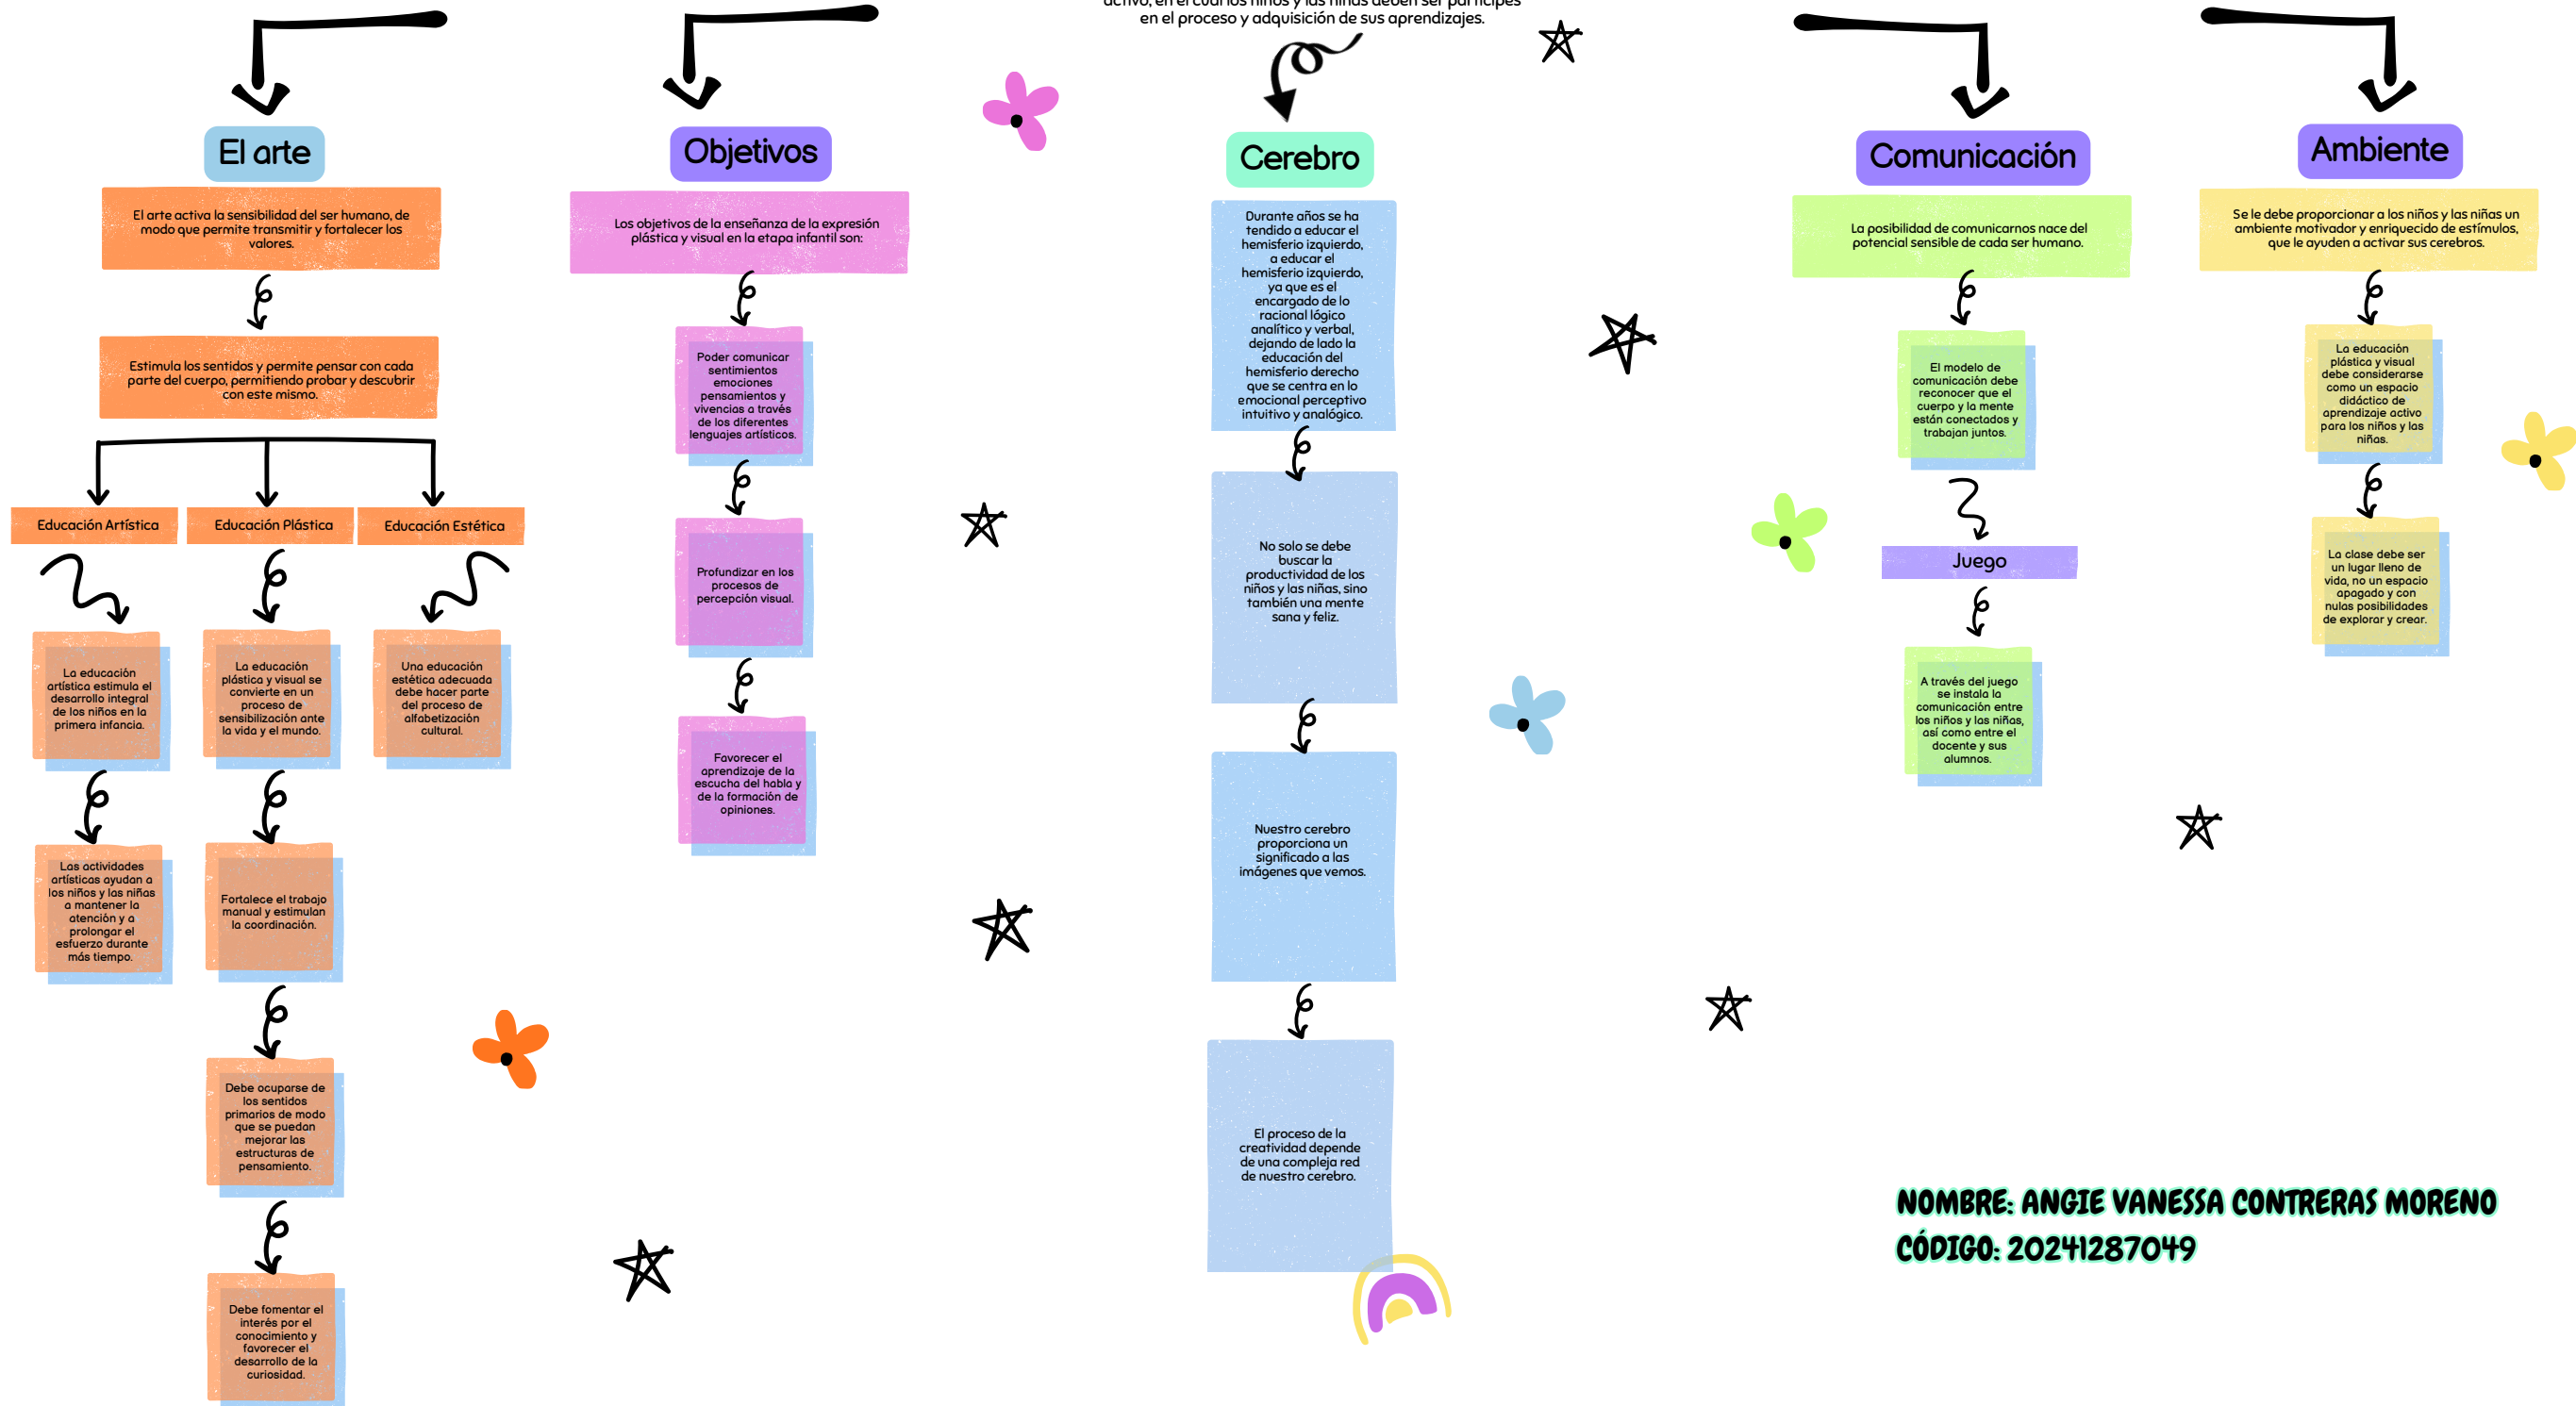 activo, en el cual los niños y las niñas deben ser partícipes
en el proceso y adquisición de sus aprendizajes.
El arte
El arte activa la sensibilidad del ser humano, de
modo que permite transmitir y fortalecer los
valores.
Estimula los sentidos y permite pensar con cada
parte del cuerpo, permitiendo probar y descubrir
con este mismo.
Educación Artística
La educación
artística estimula el
desarrollo integral
de los niños en la
primera infancia.
Las actividades
artísticas ayudan a
los niños y las niñas
a mantener la
atención y a
prolongar el
esfuerzo durante
más tiempo.
Educación Plástica
La educación
plástica y visual se
convierte en un
proceso de
sensibilización ante
la vida y el mundo.
Fortalece el trabajo
manual y estimulan
la coordinación.
Debe ocuparse de
los sentidos
primarios de modo
que se puedan
mejorar las
estructuras de
pensamiento.
Debe fomentar el
interés por el
conocimiento y
favorecer el
desarrollo de la
curiosidad.
Educación Estética
Una educación
estética adecuada
debe hacer parte
del proceso de
alfabetización
cultural.
Objetivos
Los objetivos de la enseñanza de la expresión
plástica y visual en la etapa infantil son:
Poder comunicar
sentimientos
emociones
pensamientos y
vivencias a través
de los diferentes
lenguajes artísticos.
Profundizar en los
procesos de
percepción visual.
Favorecer el
aprendizaje de la
escucha del habla y
de la formación de
opiniones.
Cerebro
Durante años se ha
tendido a educar el
hemisferio izquierdo,
a educar el
hemisferio izquierdo,
ya que es el
encargado de lo
racional lógico
analítico y verbal,
dejando de lado la
educación del
hemisferio derecho
que se centra en lo
emocional perceptivo
intuitivo y analógico.
No solo se debe
buscar la
productividad de los
niños y las niñas, sino
también una mente
sana y feliz.
Nuestro cerebro
proporciona un
significado a las
imágenes que vemos.
El proceso de la
creatividad depende
de una compleja red
de nuestro cerebro.
Comunicación
La posibilidad de comunicarnos nace del
potencial sensible de cada ser humano.
El modelo de
comunicación debe
reconocer que el
cuerpo y la mente
están conectados y
trabajan juntos.
Juego
A través del juego
se instala la
comunicación entre
los niños y las niñas,
así como entre el
docente y sus
alumnos.
Ambiente
Se le debe proporcionar a los niños y las niñas un
ambiente motivador y enriquecido de estímulos,
que le ayuden a activar sus cerebros.
La educación
plástica y visual
debe considerarse
como un espacio
didáctico de
aprendizaje activo
para los niños y las
niñas.
La clase debe ser
un lugar lleno de
vida, no un espacio
apagado y con
nulas posibilidades
de explorar y crear.
NOMBRE: ANGIE VANESSA CONTRERAS MORENO
CÓDIGO: 20241287049